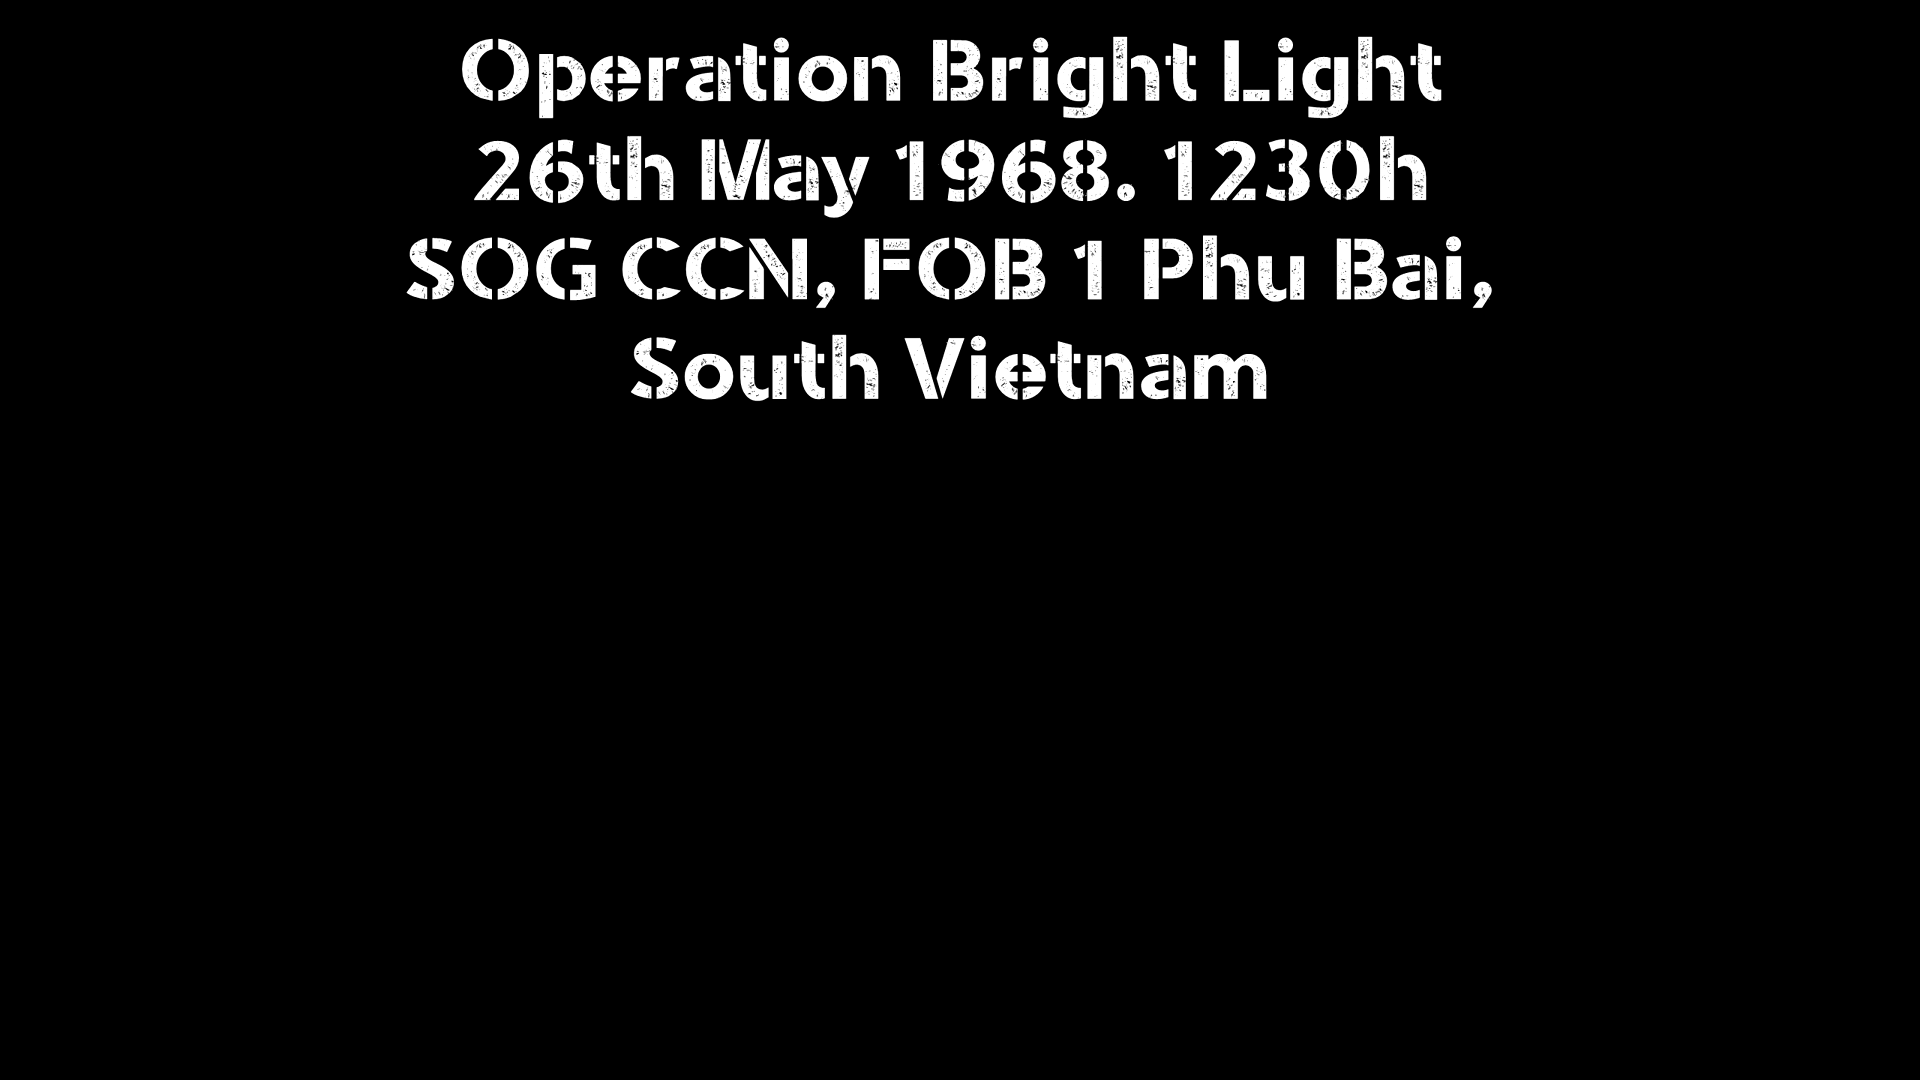 Operation Bright Light
26th May 1968. 1230h
SOG CCN, FOB 1 Phu Bai,
South Vietnam